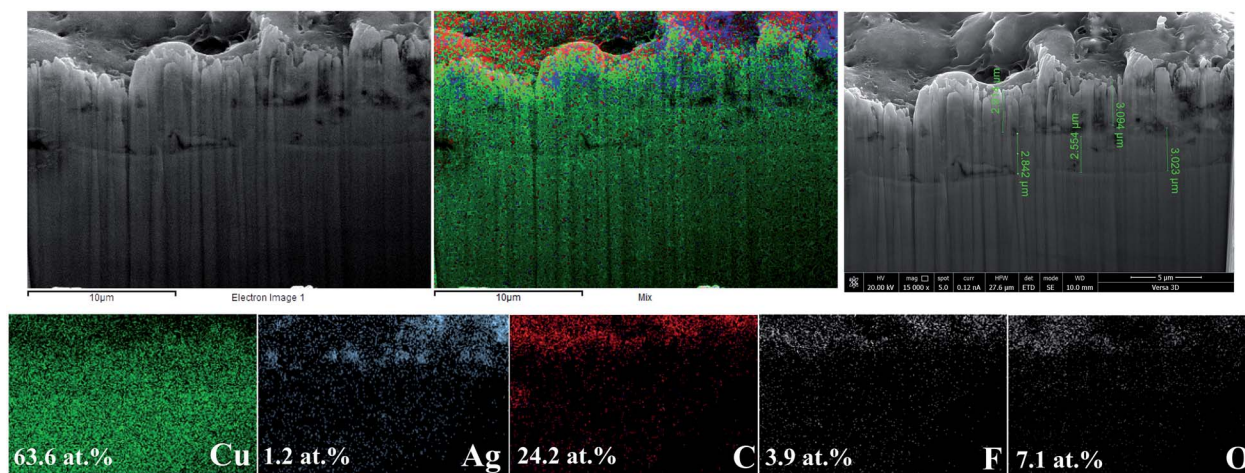 3.094 µm
2.554 µm
2.842 µm
3.023 µm
10µm Electron Image 1
10µm Mix
HV mag spot curr HFW det mode WD 5 µm
20.00 kV 15 000 x 5.0 0.12 nA 27.6 µm ETD SE 10.0 mm Versa 3D
63.6 at.% Cu
1.2 at.% Ag
24.2 at.% C
3.9 at.% F
7.1 at.% O